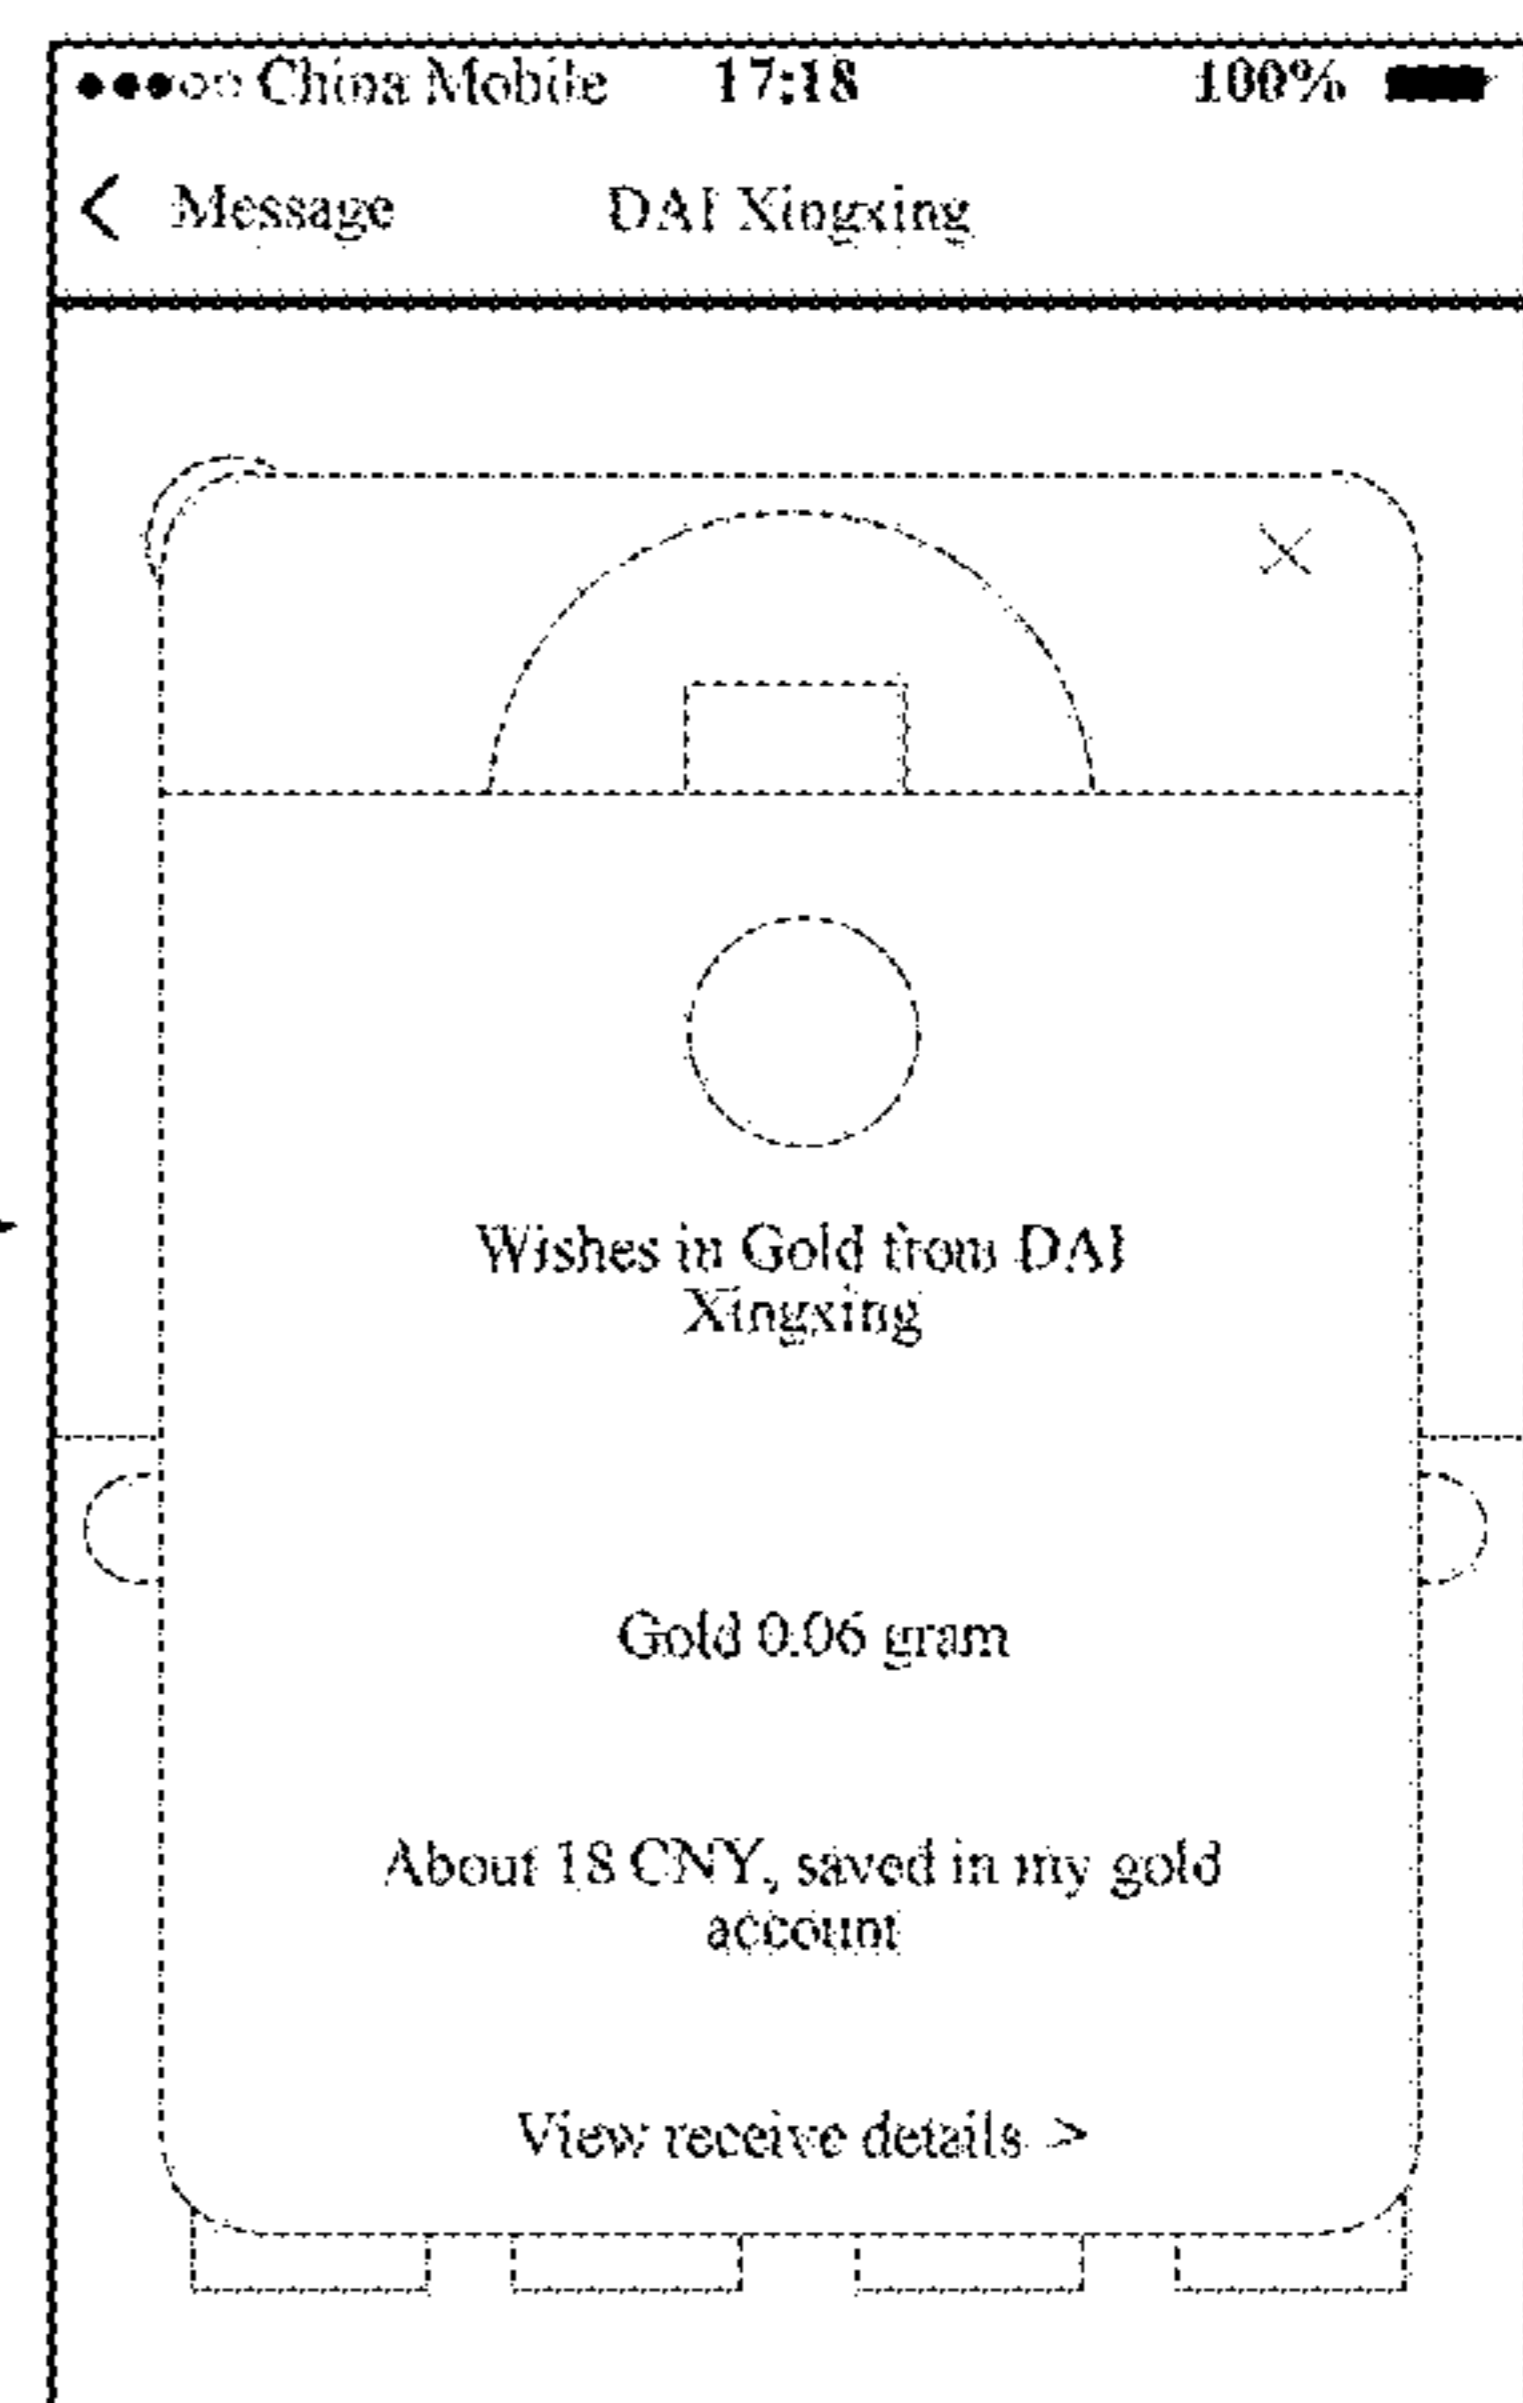 China Mobile 17:18 100%
< Message DAI Xingxing
×
Wishes in Gold from DAI
Xingxing
Gold 0.06 gram
About 18 CNY, saved in my gold
account
View receive details >